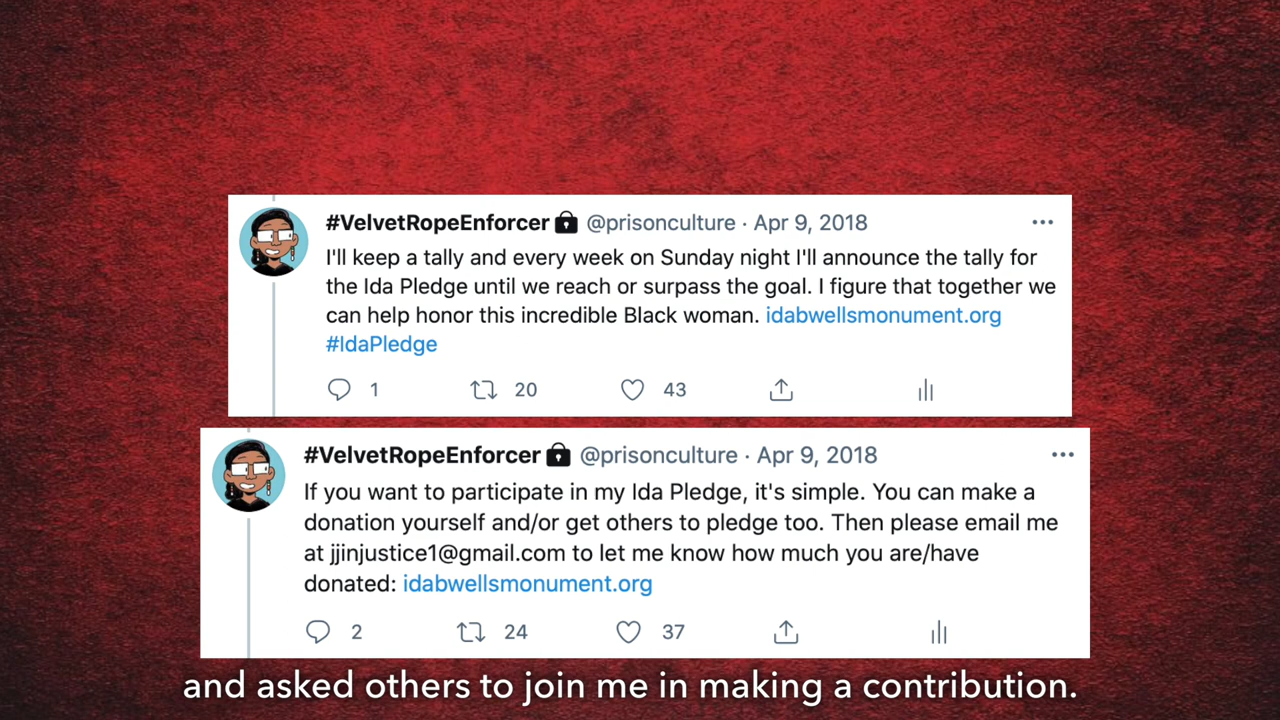 #VelvetRopeEnforcer @prisonculture · Apr 9, 2018
I'll keep a tally and every week on Sunday night I'll announce the tally for
the Ida Pledge until we reach or surpass the goal. I figure that together we
can help honor this incredible Black woman. idabwellsmonument.org
#IdaPledge
1 20 43
#VelvetRopeEnforcer @prisonculture · Apr 9, 2018
If you want to participate in my Ida Pledge, it's simple. You can make a
donation yourself and/or get others to pledge too. Then please email me
at jjinjustice1@gmail.com to let me know how much you are/have
donated: idabwellsmonument.org
2 24 37
and asked others to join me in making a contribution.